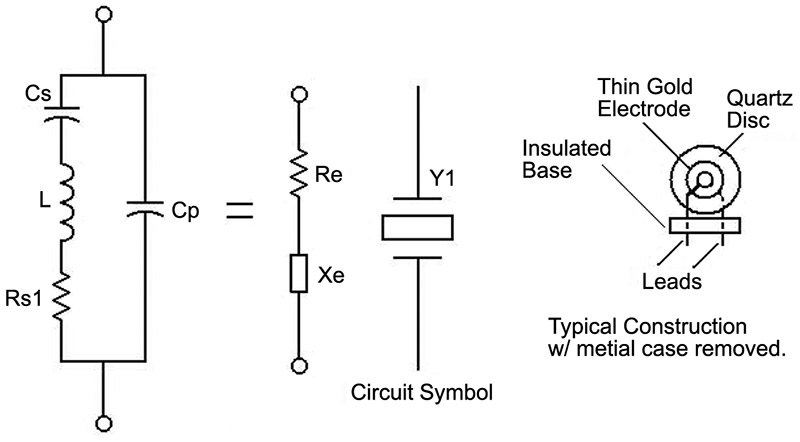 Cs
L
Rs1
Cp
Re
Xe
Y1
Circuit Symbol
Thin Gold
Electrode
Quartz
Disc
Insulated
Base
Leads
Typical Construction
w/ metial case removed.